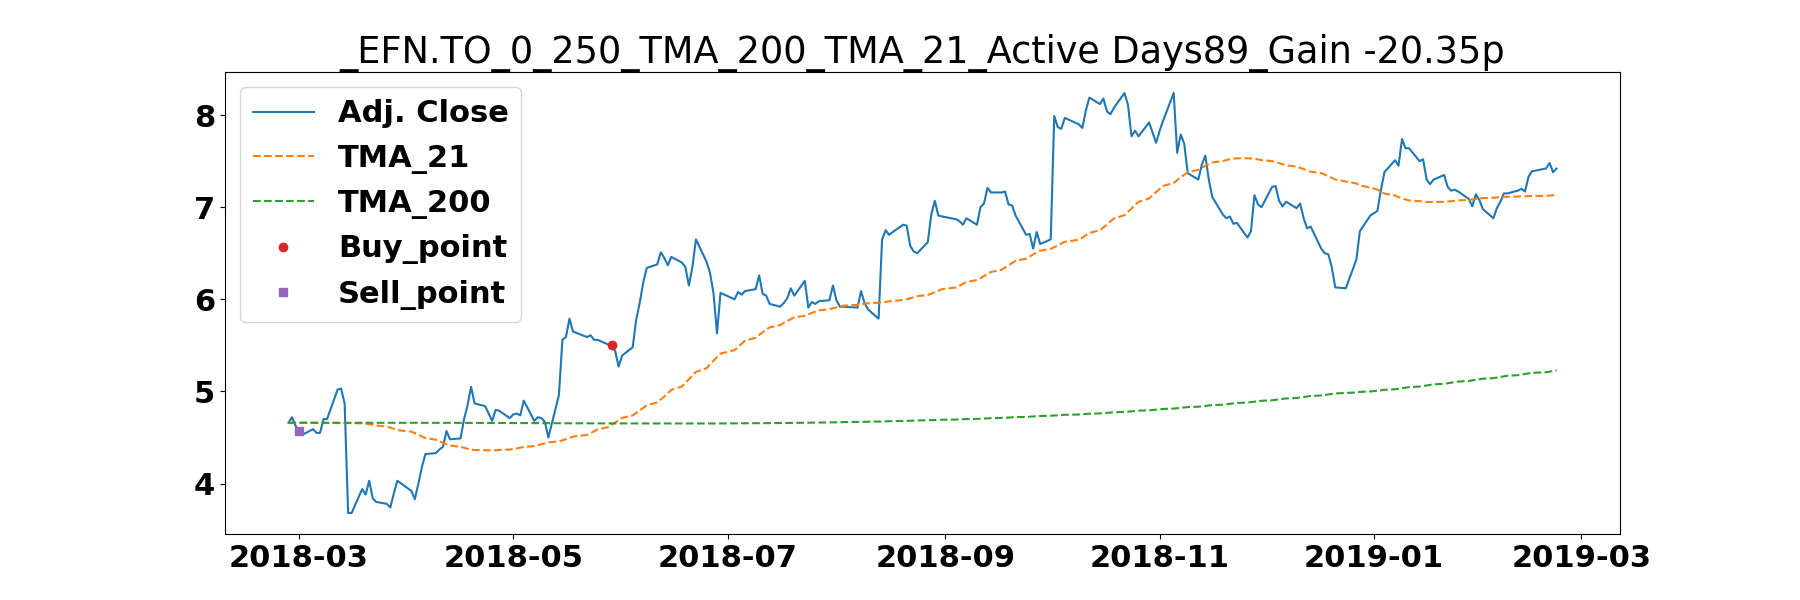 _EFN.TO_0_250_TMA_200_TMA_21_Active Days89_Gain -20.35p
Adj. Close
TMA_21
TMA_200
Buy_point
Sell_point
8
7
6
5
4
2018-03 2018-05 2018-07 2018-09 2018-11 2019-01 2019-03